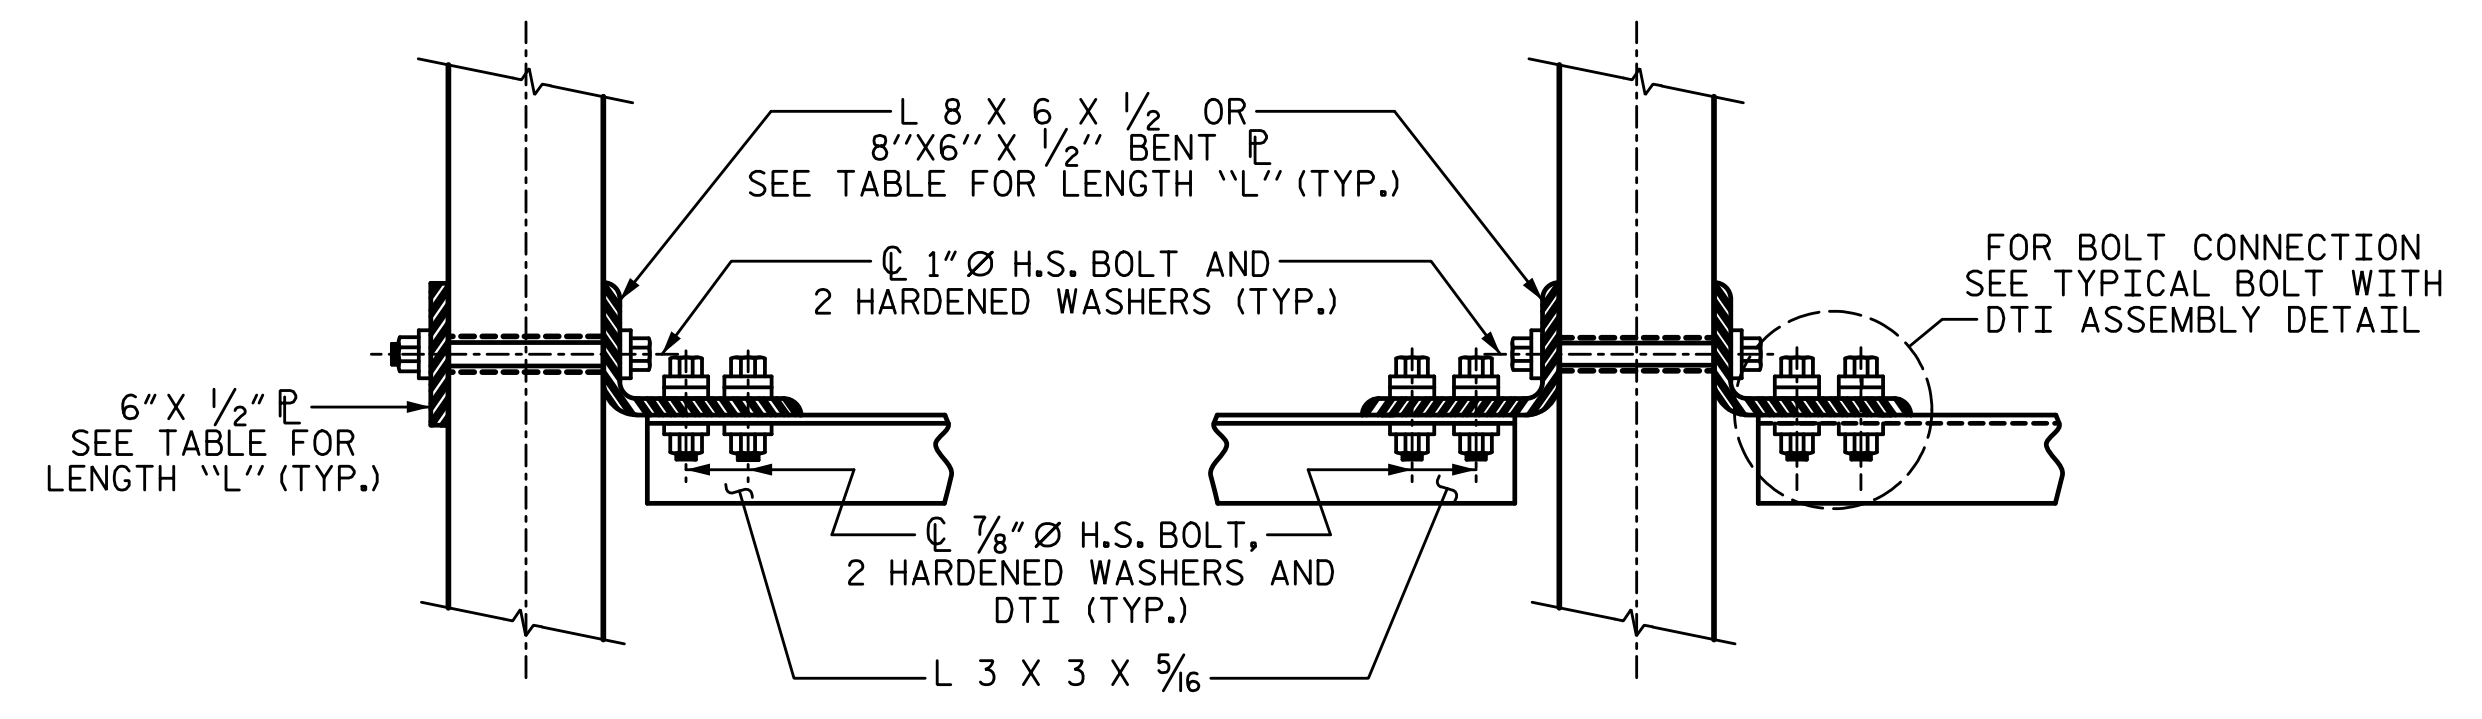 L 8 X 6 X 1/2 OR
8"X6" X 1/2" BENT ℄
SEE TABLE FOR LENGTH "L" (TYP.)
℄ 1" Ø H.S. BOLT AND
2 HARDENED WASHERS (TYP.)
FOR BOLT CONNECTION
SEE TYPICAL BOLT WITH
DTI ASSEMBLY DETAIL
6" X 1/2" PL
SEE TABLE FOR
LENGTH "L" (TYP.)
℄ 7/8" Ø H.S. BOLT,
2 HARDENED WASHERS AND
DTI (TYP.)
L 3 X 3 X 5/16